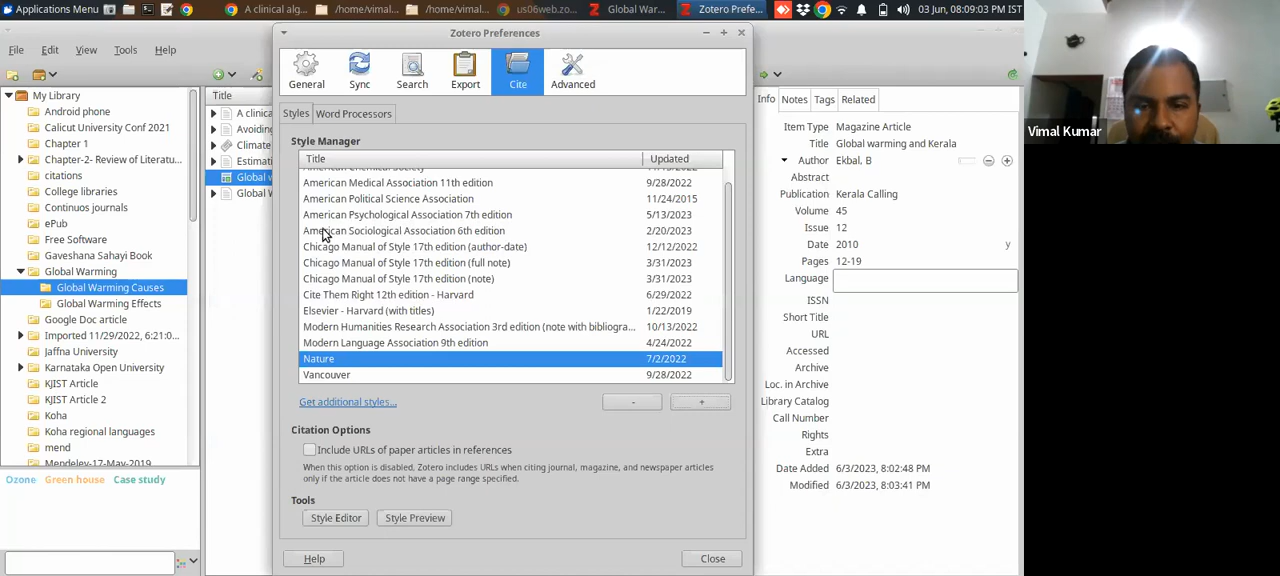 Applications Menu
A clinical alg...
/home/vimal...
/home/vimal...
us06web.zo...
Global War...
Zotero Prefe...
03 Jun, 08:09:03 PM IST
File Edit View Tools Help
Zotero Preferences
General Sync Search Export Cite Advanced
Styles Word Processors
Style Manager
Title Updated
American Medical Association 11th edition 9/28/2022
American Political Science Association 11/24/2015
American Psychological Association 7th edition 5/13/2023
American Sociological Association 6th edition 2/20/2023
Chicago Manual of Style 17th edition (author-date) 12/12/2022
Chicago Manual of Style 17th edition (full note) 3/31/2023
Chicago Manual of Style 17th edition (note) 3/31/2023
Cite Them Right 12th edition - Harvard 6/29/2022
Elsevier - Harvard (with titles) 1/22/2019
Modern Humanities Research Association 3rd edition (note with bibliogra... 10/13/2022
Modern Language Association 9th edition 4/24/2022
Nature 7/2/2022
Vancouver 9/28/2022
Get additional styles...
- +
Citation Options
Include URLs of paper articles in references
When this option is disabled, Zotero includes URLs when citing journal, magazine, and newspaper articles
only if the article does not have a page range specified.
Tools
Style Editor Style Preview
Help Close
My Library
Android phone
Calicut University Conf 2021
Chapter 1
Chapter-2- Review of Literatu...
citations
College libraries
Continuos journals
ePub
Free Software
Gaveshana Sahayi Book
Global Warming
Global Warming Causes
Global Warming Effects
Google Doc article
Imported 11/29/2022, 6:21:0...
Jaffna University
Karnataka Open University
KJIST Article
KJIST Article 2
Koha
Koha regional languages
mend
Mendeley-17-May-2019
Ozone Green house Case study
Title
A clinica
Avoiding
Climate
Estimati
Global w
Global W
Info Notes Tags Related
Item Type Magazine Article
Title Global warming and Kerala
Author Ekbal, B
Abstract
Publication Kerala Calling
Volume 45
Issue 12
Date 2010 y
Pages 12-19
Language
ISSN
Short Title
URL
Accessed
Archive
Loc. in Archive
Library Catalog
Call Number
Rights
Extra
Date Added 6/3/2023, 8:02:48 PM
Modified 6/3/2023, 8:03:41 PM
Vimal Kumar